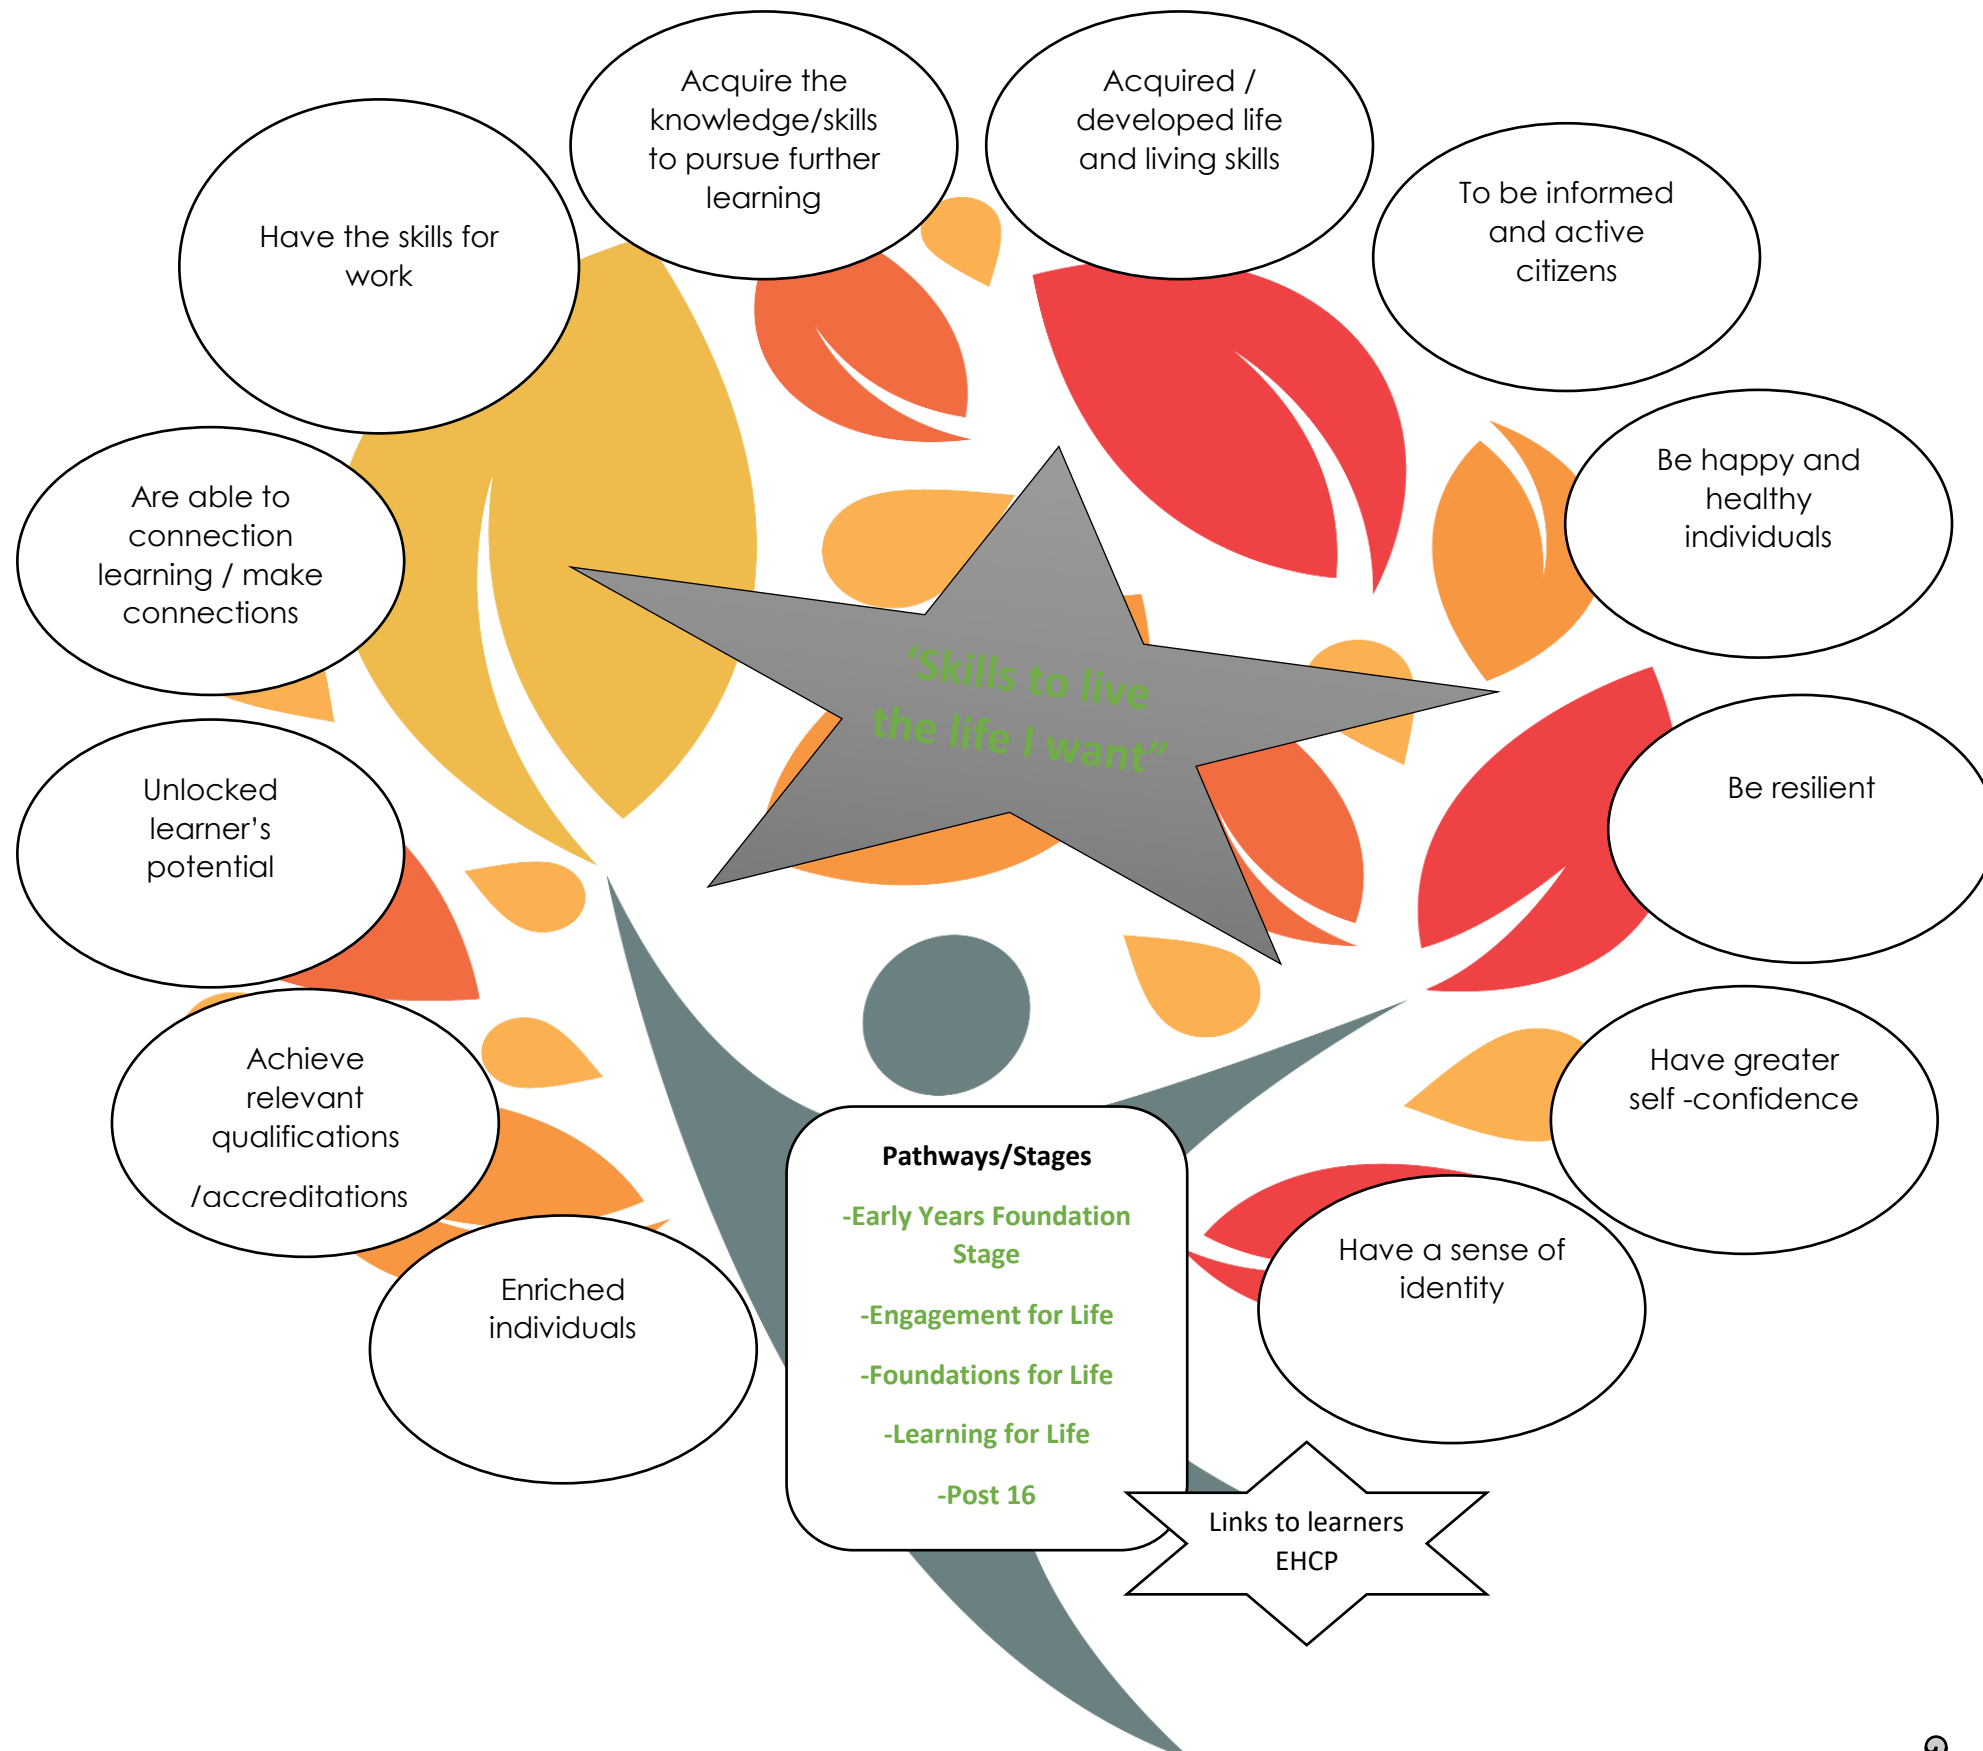 Acquire the
knowledge/skills
to pursue further
learning
Acquired /
developed life
and living skills
To be informed
and active
citizens
Have the skills for
work
Be happy and
healthy
individuals
Are able to
connection
learning / make
connections
‘Skills to live
the life I want”
Unlocked
learner’s
potential
Be resilient
Achieve
relevant
qualifications
/accreditations
Have greater
self -confidence
Enriched
individuals
Have a sense of
identity
Pathways/Stages
-Early Years Foundation
Stage
-Engagement for Life
-Foundations for Life
-Learning for Life
-Post 16
Links to learners
EHCP